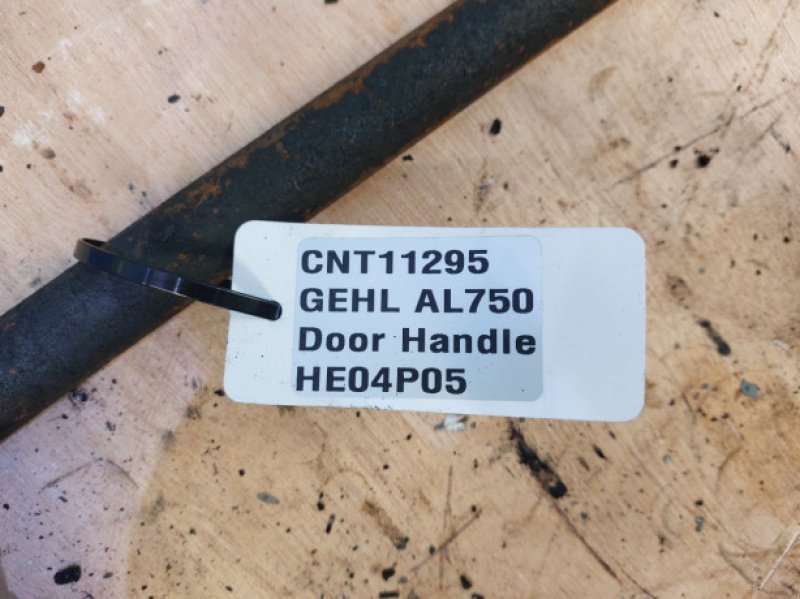 CNT11295
GEHL AL750
Door Handle
HE04P05